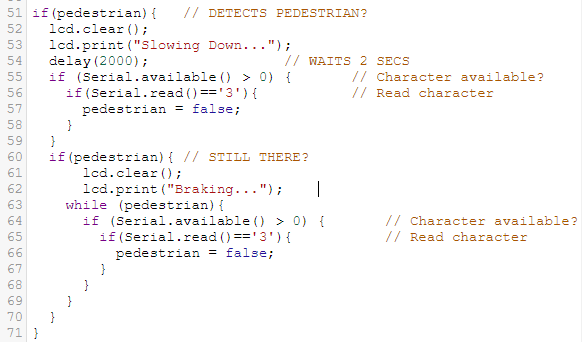 51 if(pedestrian){   // DETECTS PEDESTRIAN?
52   lcd.clear();
53   lcd.print("Slowing Down...");
54   delay(2000);                // WAITS 2 SECS
55   if (Serial.available() > 0) {       // Character available?
56     if(Serial.read()=='3'){           // Read character
57       pedestrian = false;
58     }
59   }
60   if(pedestrian){ // STILL THERE?
61       lcd.clear();
62       lcd.print("Braking...");
63     while (pedestrian){
64       if (Serial.available() > 0) {       // Character available?
65         if(Serial.read()=='3'){           // Read character
66           pedestrian = false;
67         }
68       }
69     }
70   }
71 }